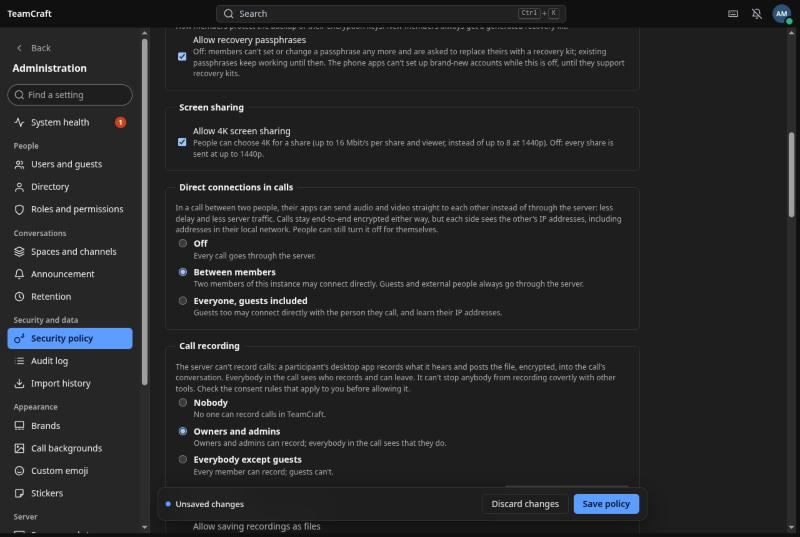 TeamCraft
Search
Ctrl + K
AM
Back
Administration
Find a setting
System health
1
People
Users and guests
Directory
Roles and permissions
Conversations
Spaces and channels
Announcement
Retention
Security and data
Security policy
Audit log
Import history
Appearance
Brands
Call backgrounds
Custom emoji
Stickers
Server
Allow recovery passphrases
Off: members can't set or change a passphrase any more and are asked to replace theirs with a recovery kit; existing
passphrases keep working until then. The phone apps can't set up brand-new accounts while this is off, until they support
recovery kits.
Screen sharing
Allow 4K screen sharing
People can choose 4K for a share (up to 16 Mbit/s per share and viewer, instead of up to 8 at 1440p). Off: every share is
sent at up to 1440p.
Direct connections in calls
In a call between two people, their apps can send audio and video straight to each other instead of through the server: less
delay and less server traffic. Calls stay end-to-end encrypted either way, but each side sees the other's IP addresses, including
addresses in their local network. People can still turn it off for themselves.
Off
Every call goes through the server.
Between members
Two members of this instance may connect directly. Guests and external people always go through the server.
Everyone, guests included
Guests too may connect directly with the person they call, and learn their IP addresses.
Call recording
The server can't record calls: a participant's desktop app records what it hears and posts the file, encrypted, into the call's
conversation. Everybody in the call sees who records and can leave. It can't stop anybody from recording covertly with other
tools. Check the consent rules that apply to you before allowing it.
Nobody
No one can record calls in TeamCraft.
Owners and admins
Owners and admins can record; everybody in the call sees that they do.
Everybody except guests
Every member can record; guests can't.
Unsaved changes
Discard changes
Save policy
Allow saving recordings as files